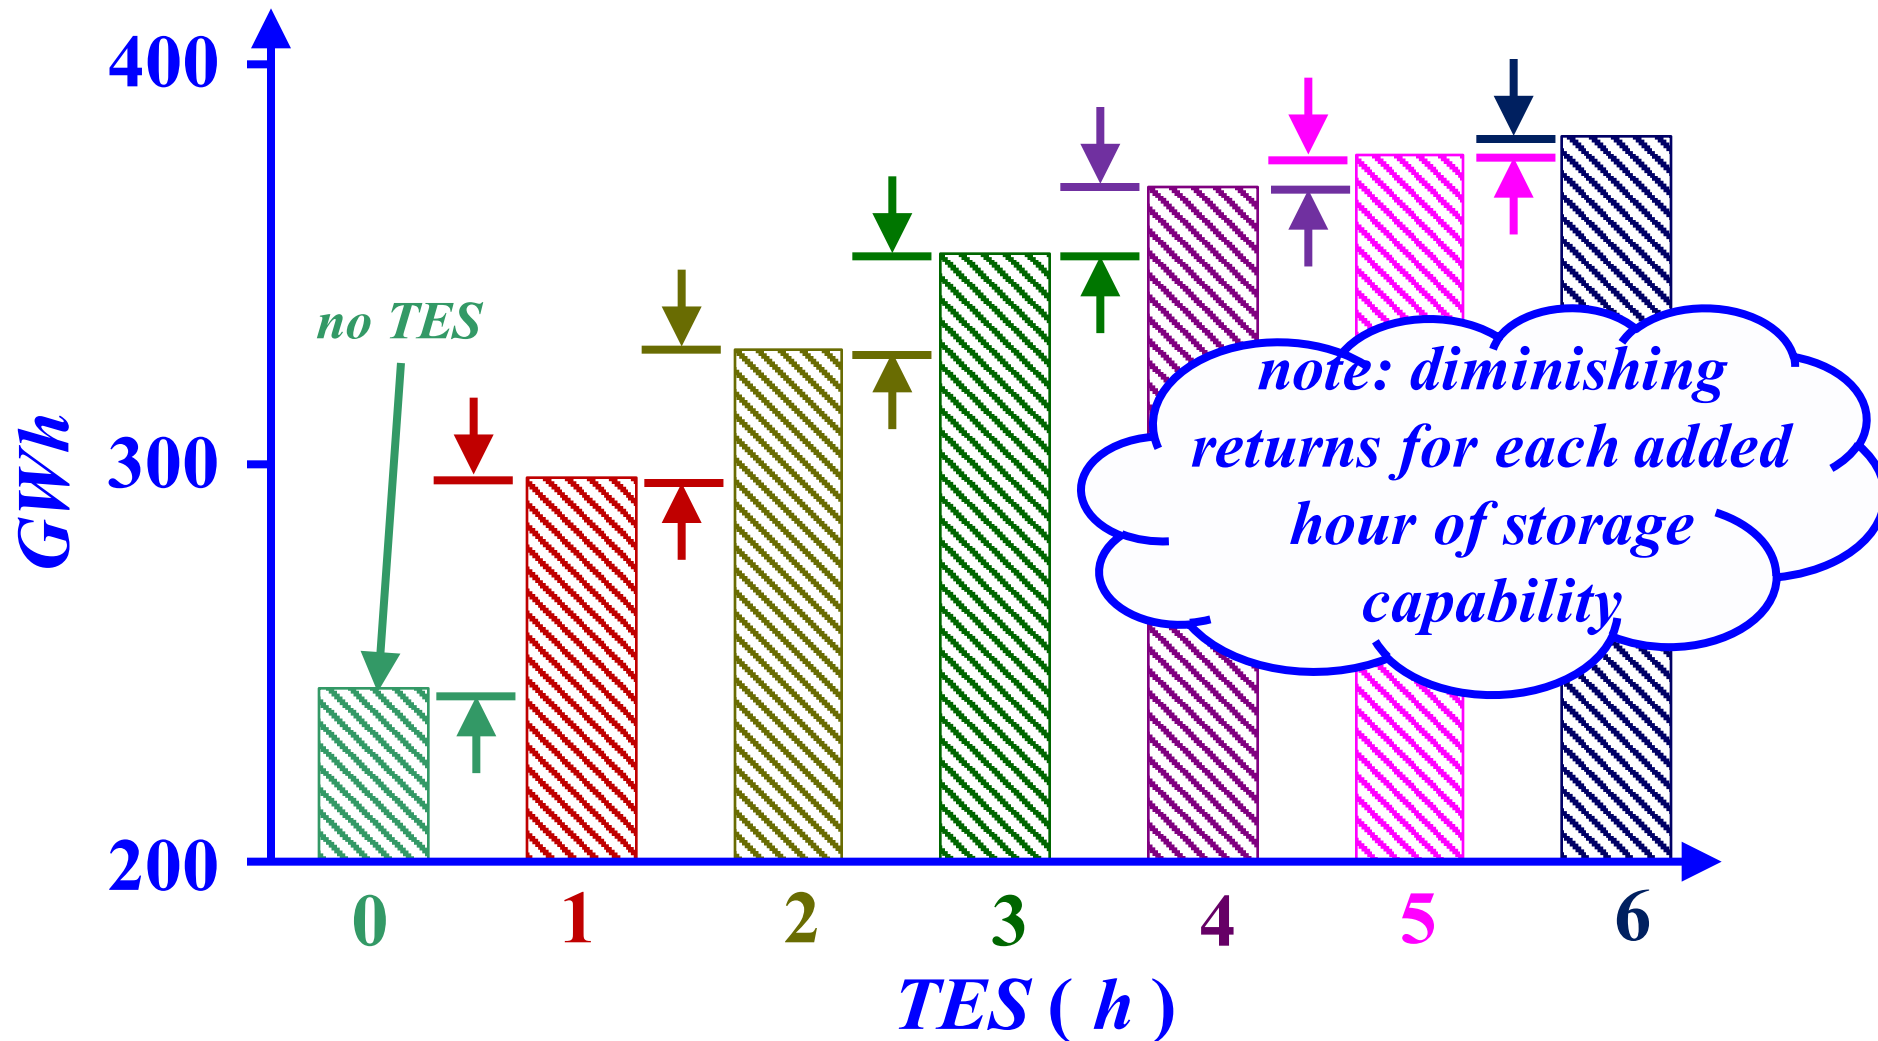 400
300
200
GWh
no TES
note: diminishing
returns for each added
hour of storage
capability
0 1 2 3 4 5 6
TES ( h )